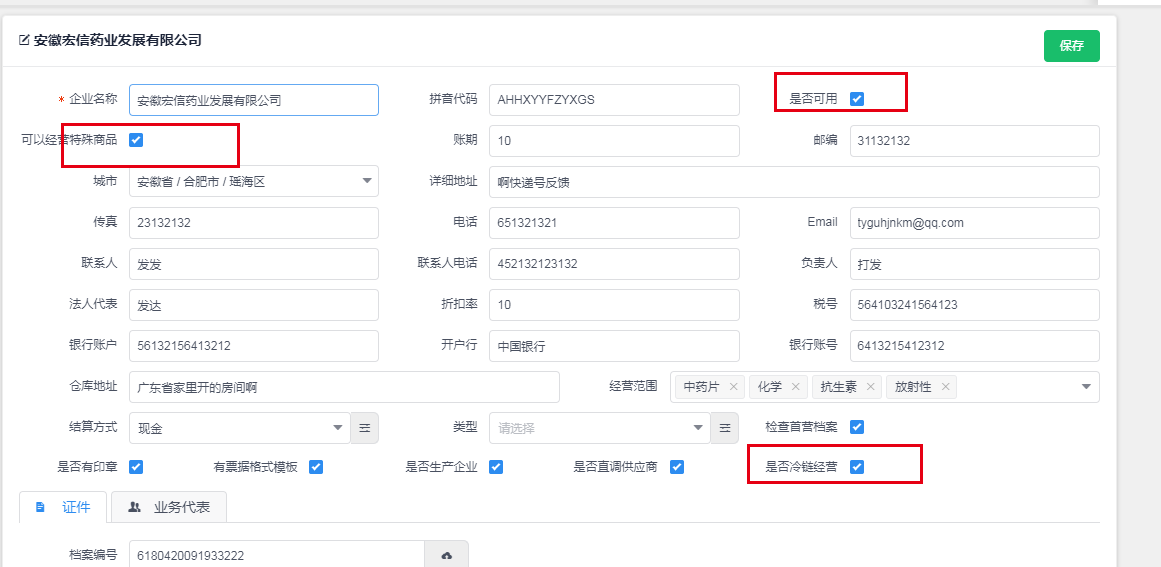 安徽宏信药业发展有限公司
保存
* 企业名称 安徽宏信药业发展有限公司 拼音代码 AHHXYYFZYXGS 是否可用
可以经营特殊商品 账期 10 邮编 31132132
城市 安徽省 / 合肥市 / 瑶海区 详细地址 啊快递号反馈
传真 23132132 电话 651321321 Email tyguhjnkm@qq.com
联系人 发发 联系人电话 452132123132 负责人 打发
法人代表 发达 折扣率 10 税号 564103241564123
银行账户 56132156413212 开户行 中国银行 银行账号 6413215412312
仓库地址 广东省家里开的房间啊 经营范围 中药片 × 化学 × 抗生素 × 放射性 ×
结算方式 现金 类型 请选择 检查首营档案
是否有印章 有票据格式模板 是否生产企业 是否直调供应商 是否冷链经营
证件 业务代表
档案编号 6180420091933222